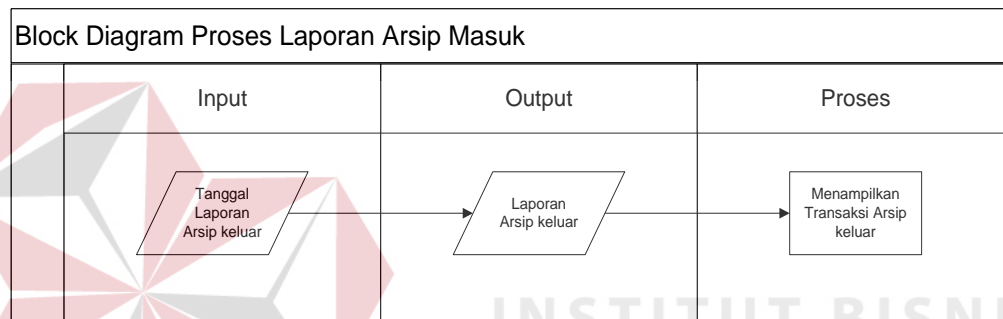 Block Diagram Proses Laporan Arsip Masuk
Input
Output
Proses
Tanggal
Laporan
Arsip keluar
Laporan
Arsip keluar
Menampilkan
Transaksi Arsip
keluar
INSTITUT BISNI